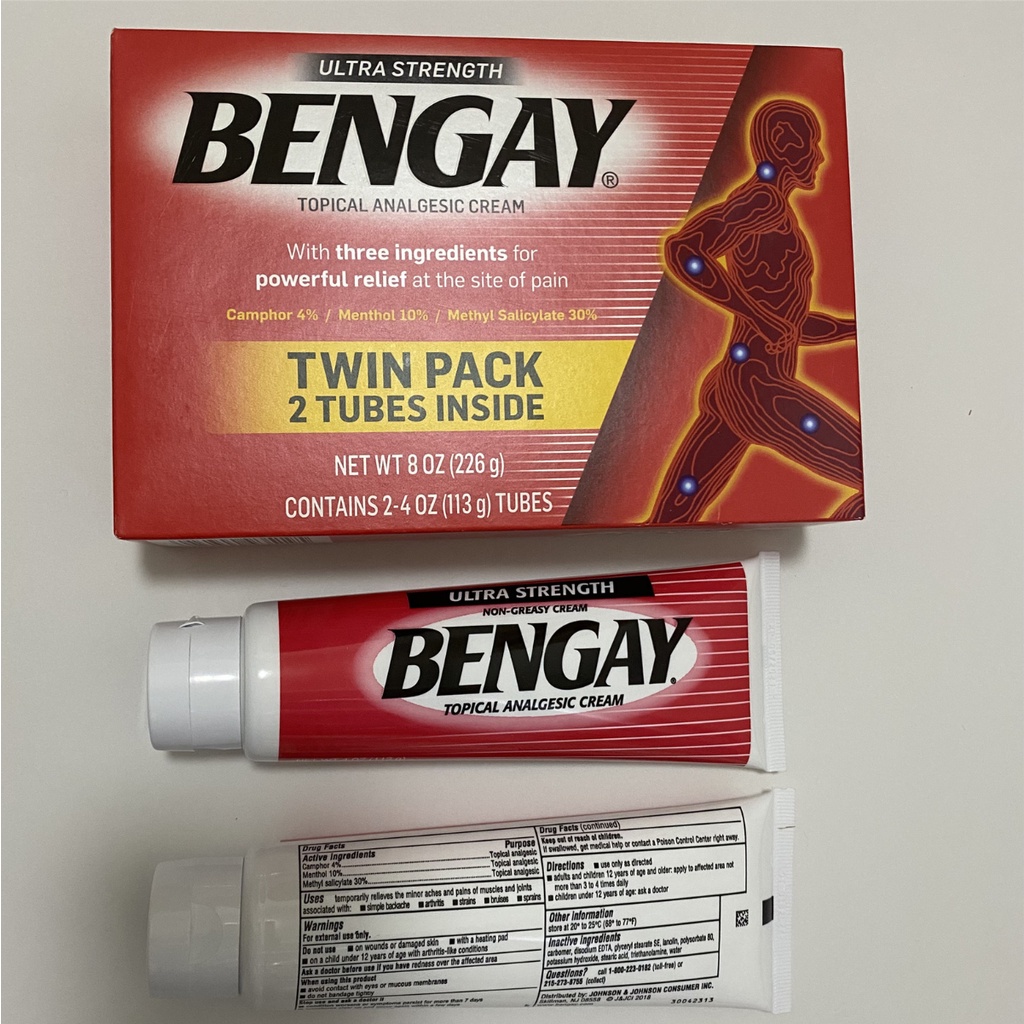 ULTRA STRENGTH
BENGAY®
TOPICAL ANALGESIC CREAM
With three ingredients for
powerful relief at the site of pain
Camphor 4% / Menthol 10% / Methyl Salicylate 30%
TWIN PACK
2 TUBES INSIDE
NET WT 8 OZ (226 g)
CONTAINS 2-4 OZ (113 g) TUBES
ULTRA STRENGTH
NON-GREASY CREAM
BENGAY®
TOPICAL ANALGESIC CREAM
Drug Facts
Active ingredients Purpose
Camphor 4%..........Topical analgesic
Menthol 10%..........Topical analgesic
Methyl salicylate 30%..........Topical analgesic
Uses temporarily relieves the minor aches and pains of muscles and joints
associated with: ■ simple backache ■ arthritis ■ strains ■ bruises ■ sprains
Warnings
For external use only.
Do not use ■ on wounds or damaged skin ■ with a heating pad
■ on a child under 12 years of age with arthritis-like conditions
Ask a doctor before use if you have redness over the affected area
When using this product
■ avoid contact with eyes or mucous membranes
■ do not bandage tightly
Stop use and ask a doctor if
Drug Facts (continued)
Keep out of reach of children.
If swallowed, get medical help or contact a Poison Control Center right away.
Directions ■ use only as directed
■ adults and children 12 years of age and older: apply to affected area not
more than 3 to 4 times daily
■ children under 12 years of age: ask a doctor
Other information
store at 20° to 25°C (68° to 77°F)
Inactive ingredients
carbomer, disodium EDTA, glyceryl stearate SE, lanolin, polysorbate 80,
potassium hydroxide, stearic acid, triethanolamine, water
Questions? call 1-800-223-0182 (toll-free) or
215-273-8755 (collect)
Distributed by: JOHNSON & JOHNSON CONSUMER INC.
Skillman, NJ 08558 © J&JCI 2018
30042313